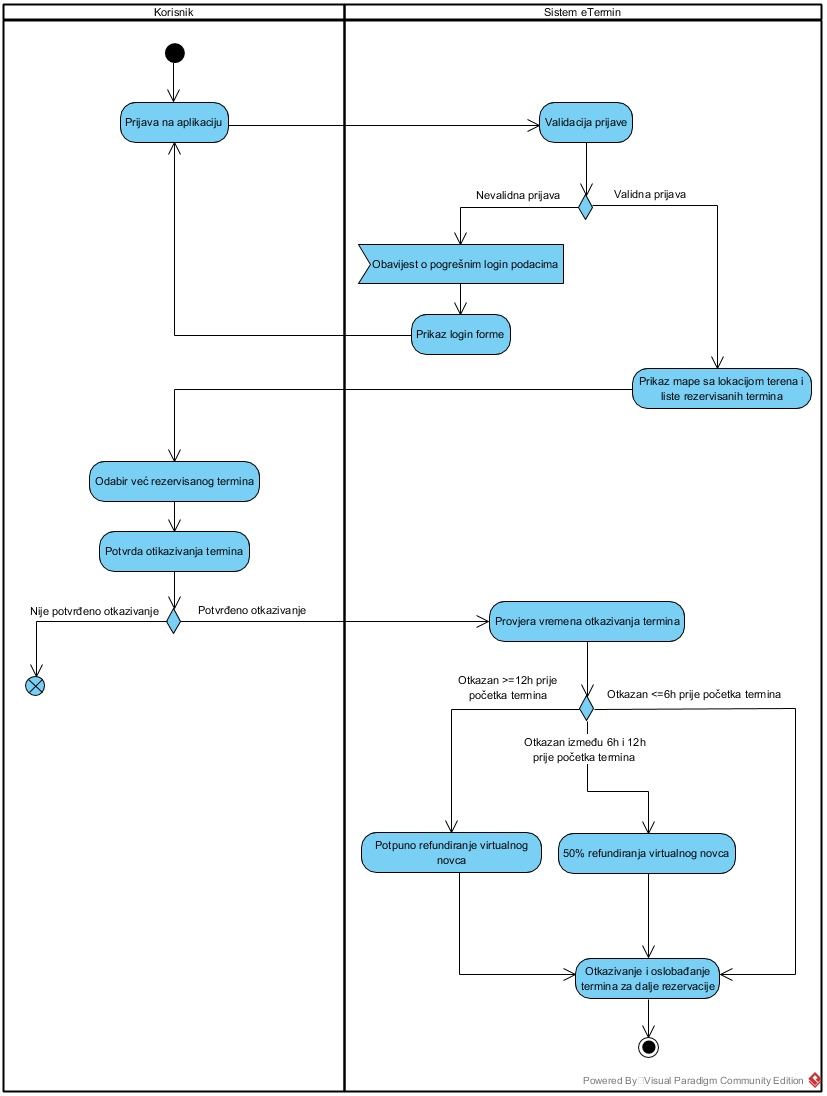 Korisnik
Sistem eTermin
Prijava na aplikaciju
Validacija prijave
Nevalidna prijava
Validna prijava
Obavijest o pogrešnim login podacima
Prikaz login forme
Prikaz mape sa lokacijom terena i
liste rezervisanih termina
Odabir već rezervisanog termina
Potvrda otikazivanja termina
Nije potvrđeno otkazivanje
Potvrđeno otkazivanje
Provjera vremena otkazivanja termina
Otkazan >=12h prije
početka termina
Otkazan <=6h prije početka termina
Otkazan između 6h i 12h
prije početka termina
Potpuno refundiranje virtualnog
novca
50% refundiranja virtualnog novca
Otkazivanje i oslobađanje
termina za dalje rezervacije
Powered By Visual Paradigm Community Edition